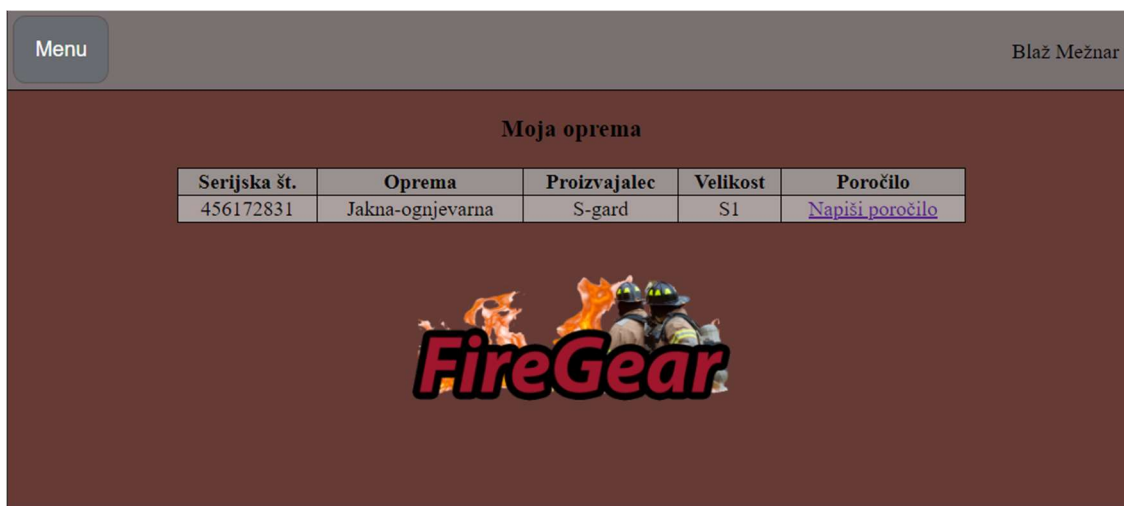 Menu
Blaž Mežnar
Moja oprema
Serijska št. Oprema Proizvajalec Velikost Poročilo
456172831 Jakna-ognjevarna S-gard S1 Napiši poročilo
FireGear